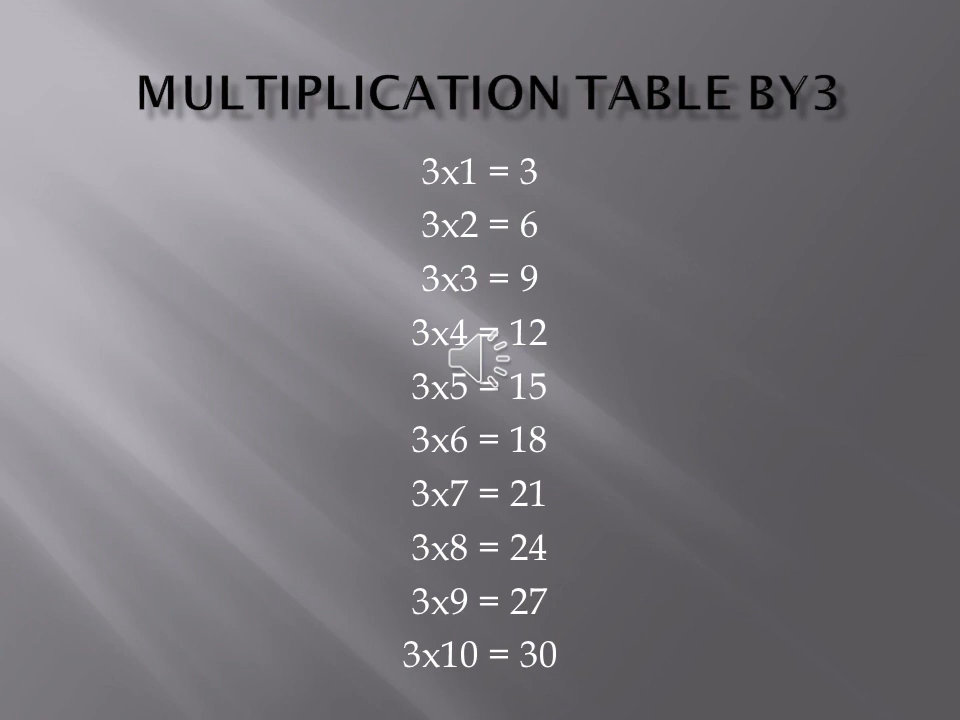 MULTIPLICATION TABLE BY3
3x1 = 3
3x2 = 6
3x3 = 9
3x4 = 12
3x5 = 15
3x6 = 18
3x7 = 21
3x8 = 24
3x9 = 27
3x10 = 30